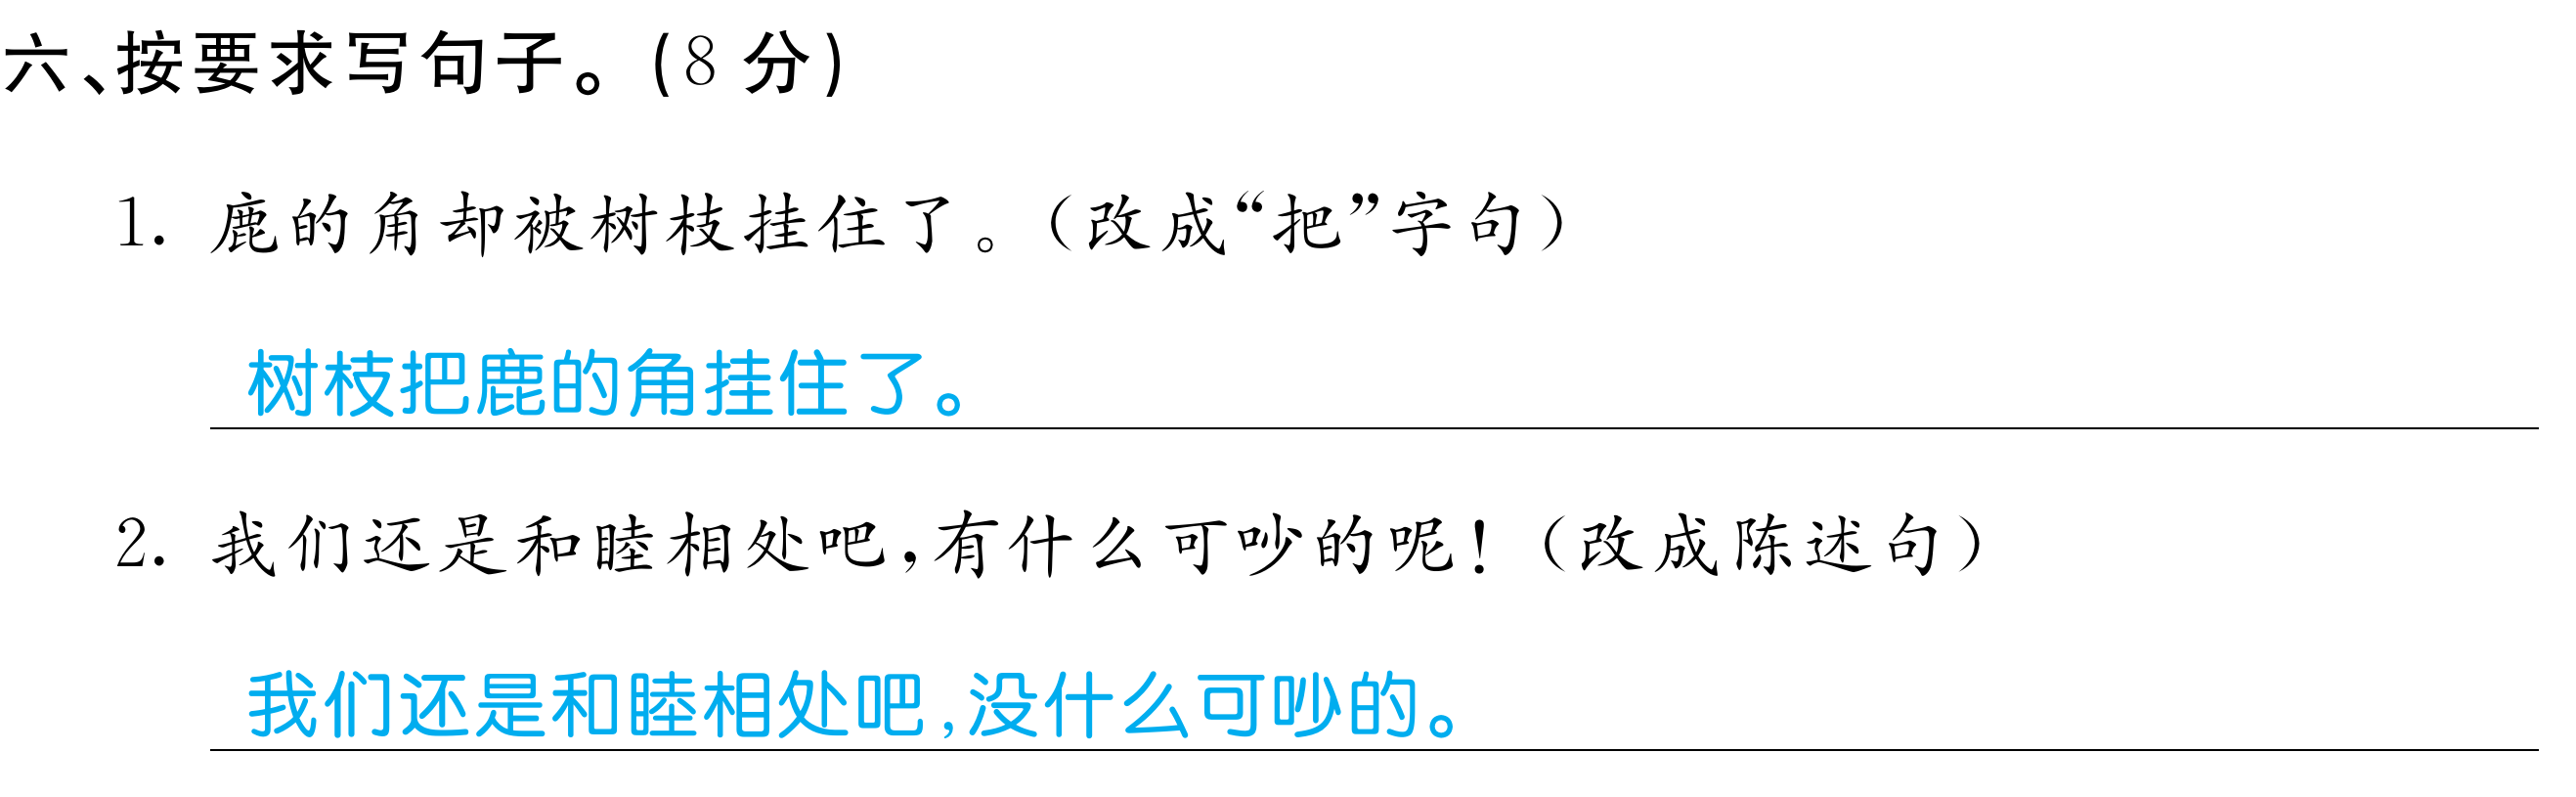 六、按要求写句子。(8 分)
1. 鹿的角却被树枝挂住了。(改成“把”字句)
树枝把鹿的角挂住了。
2. 我们还是和睦相处吧,有什么可吵的呢!(改成陈述句)
我们还是和睦相处吧,没什么可吵的。